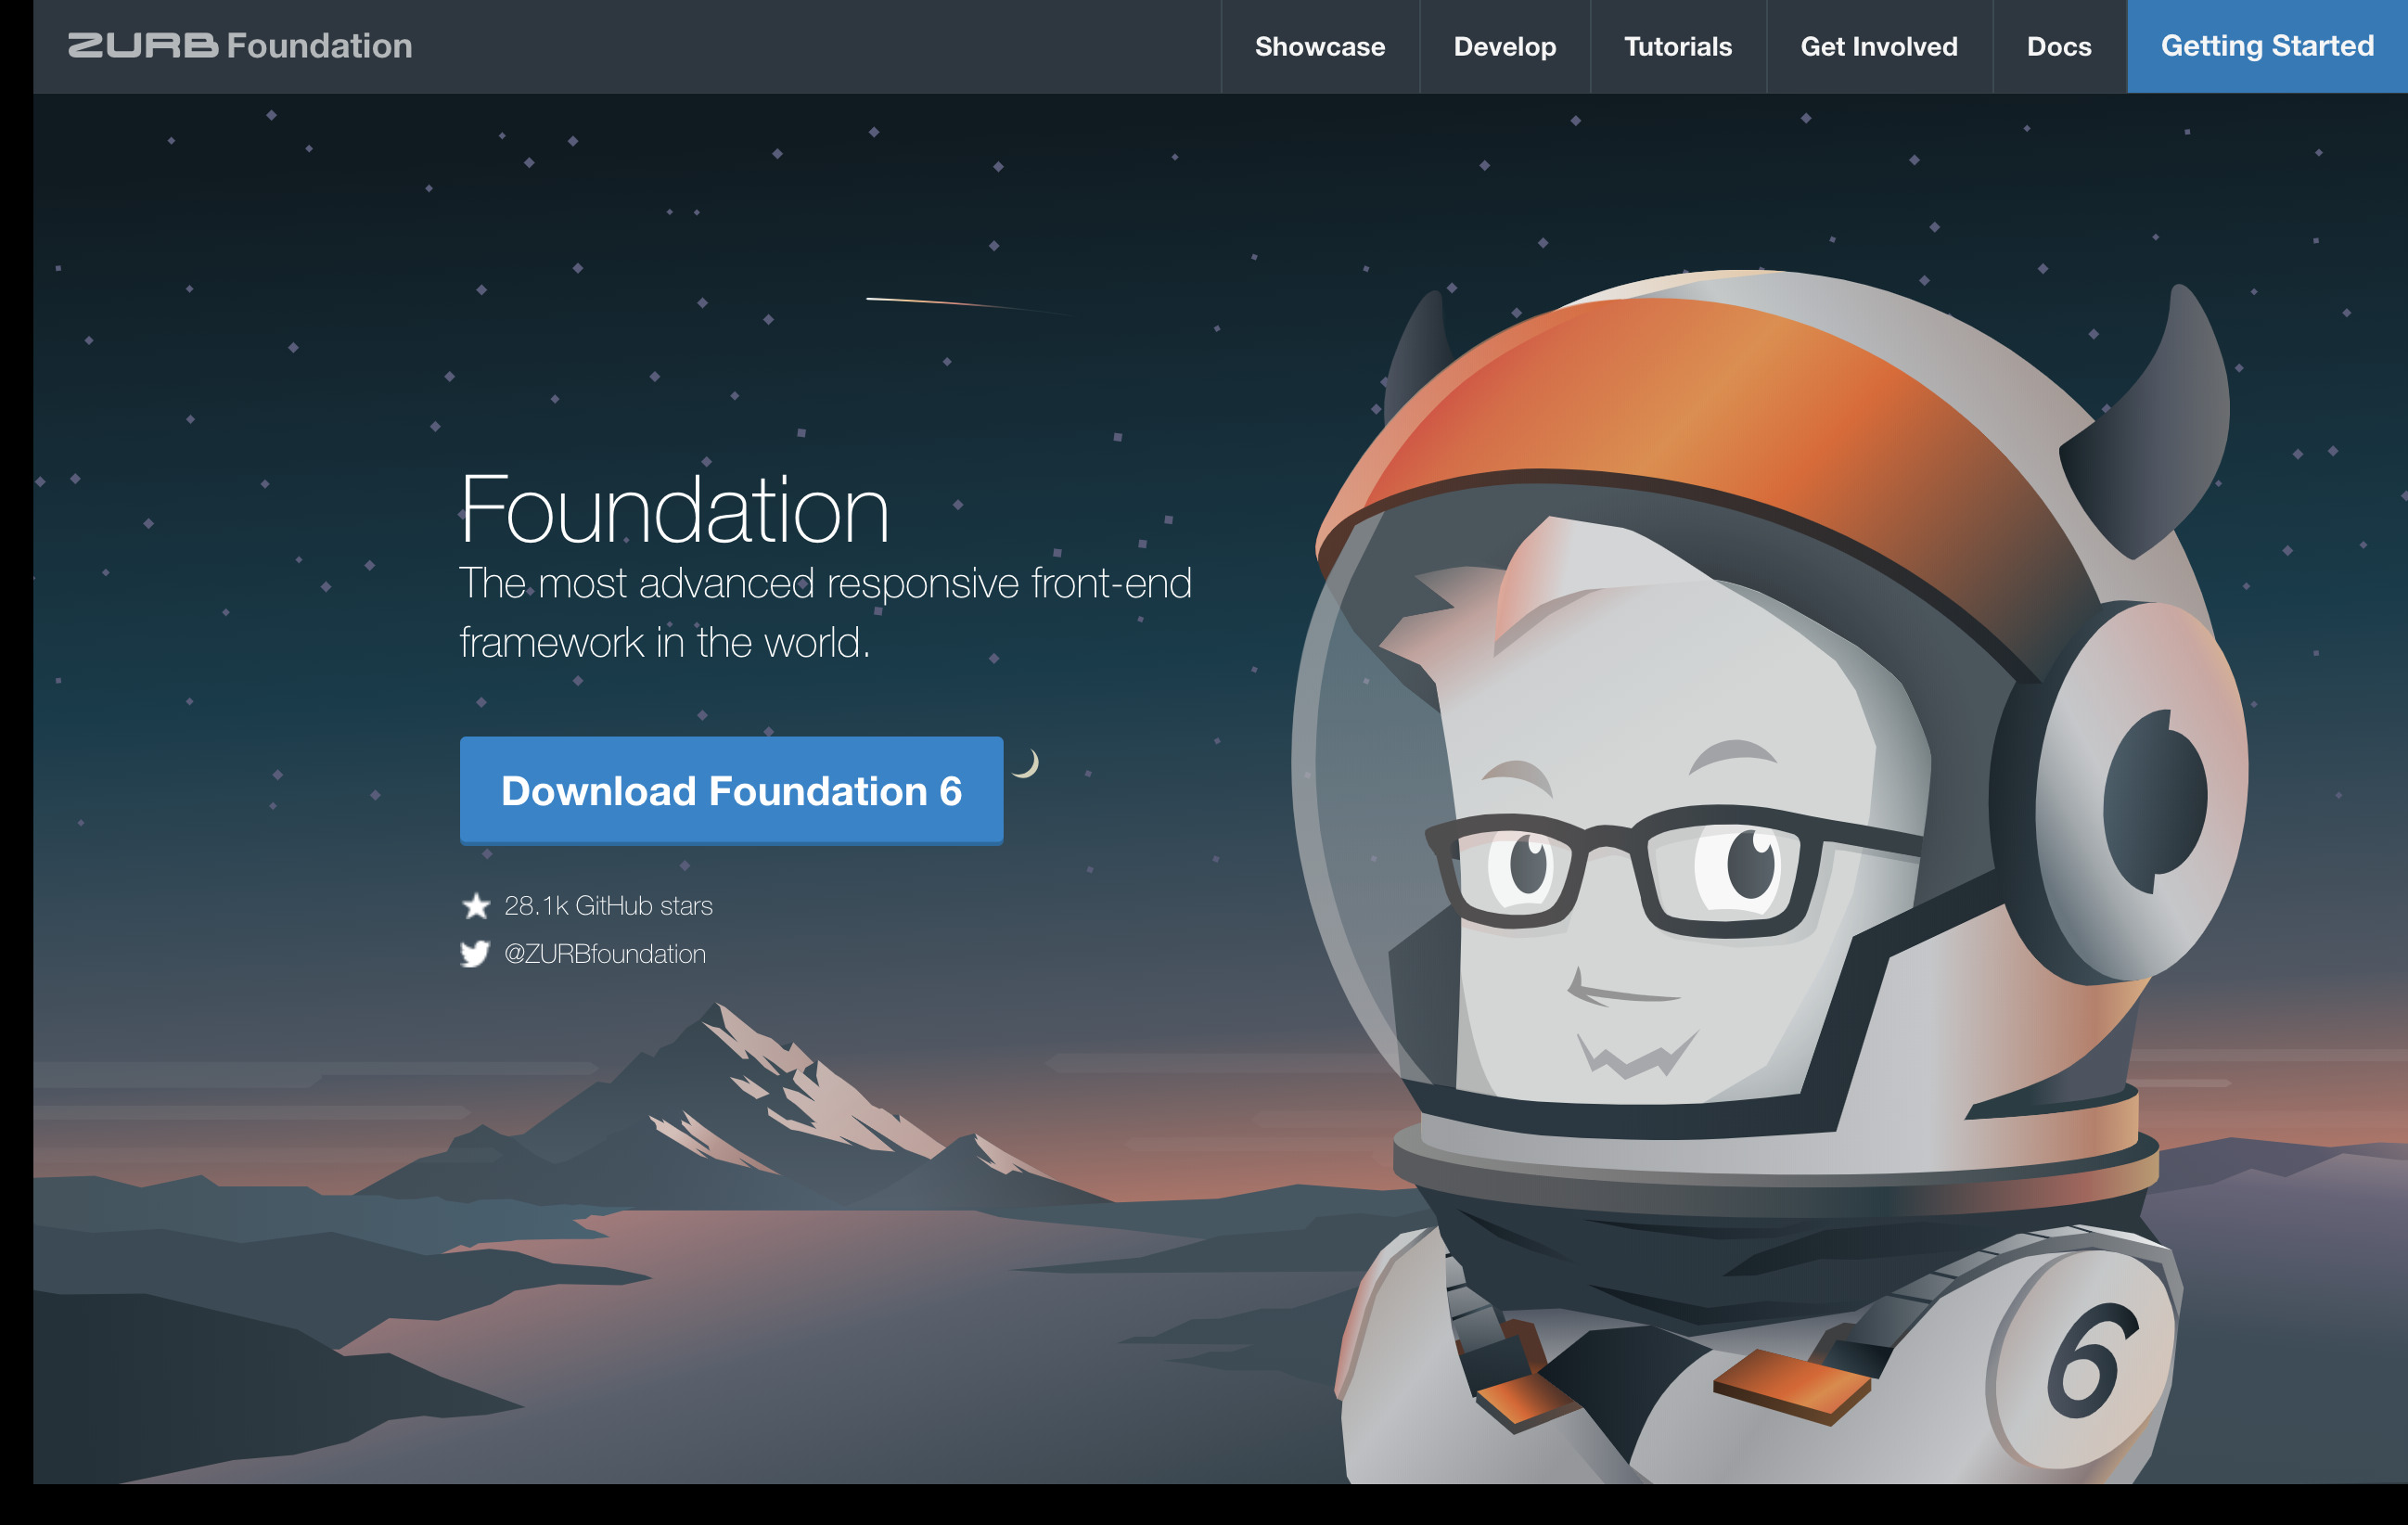 ZURB Foundation
Showcase
Develop
Tutorials
Get Involved
Docs
Getting Started
Foundation
The most advanced responsive front-end
framework in the world.
Download Foundation 6
28.1k GitHub stars
@ZURBfoundation
6